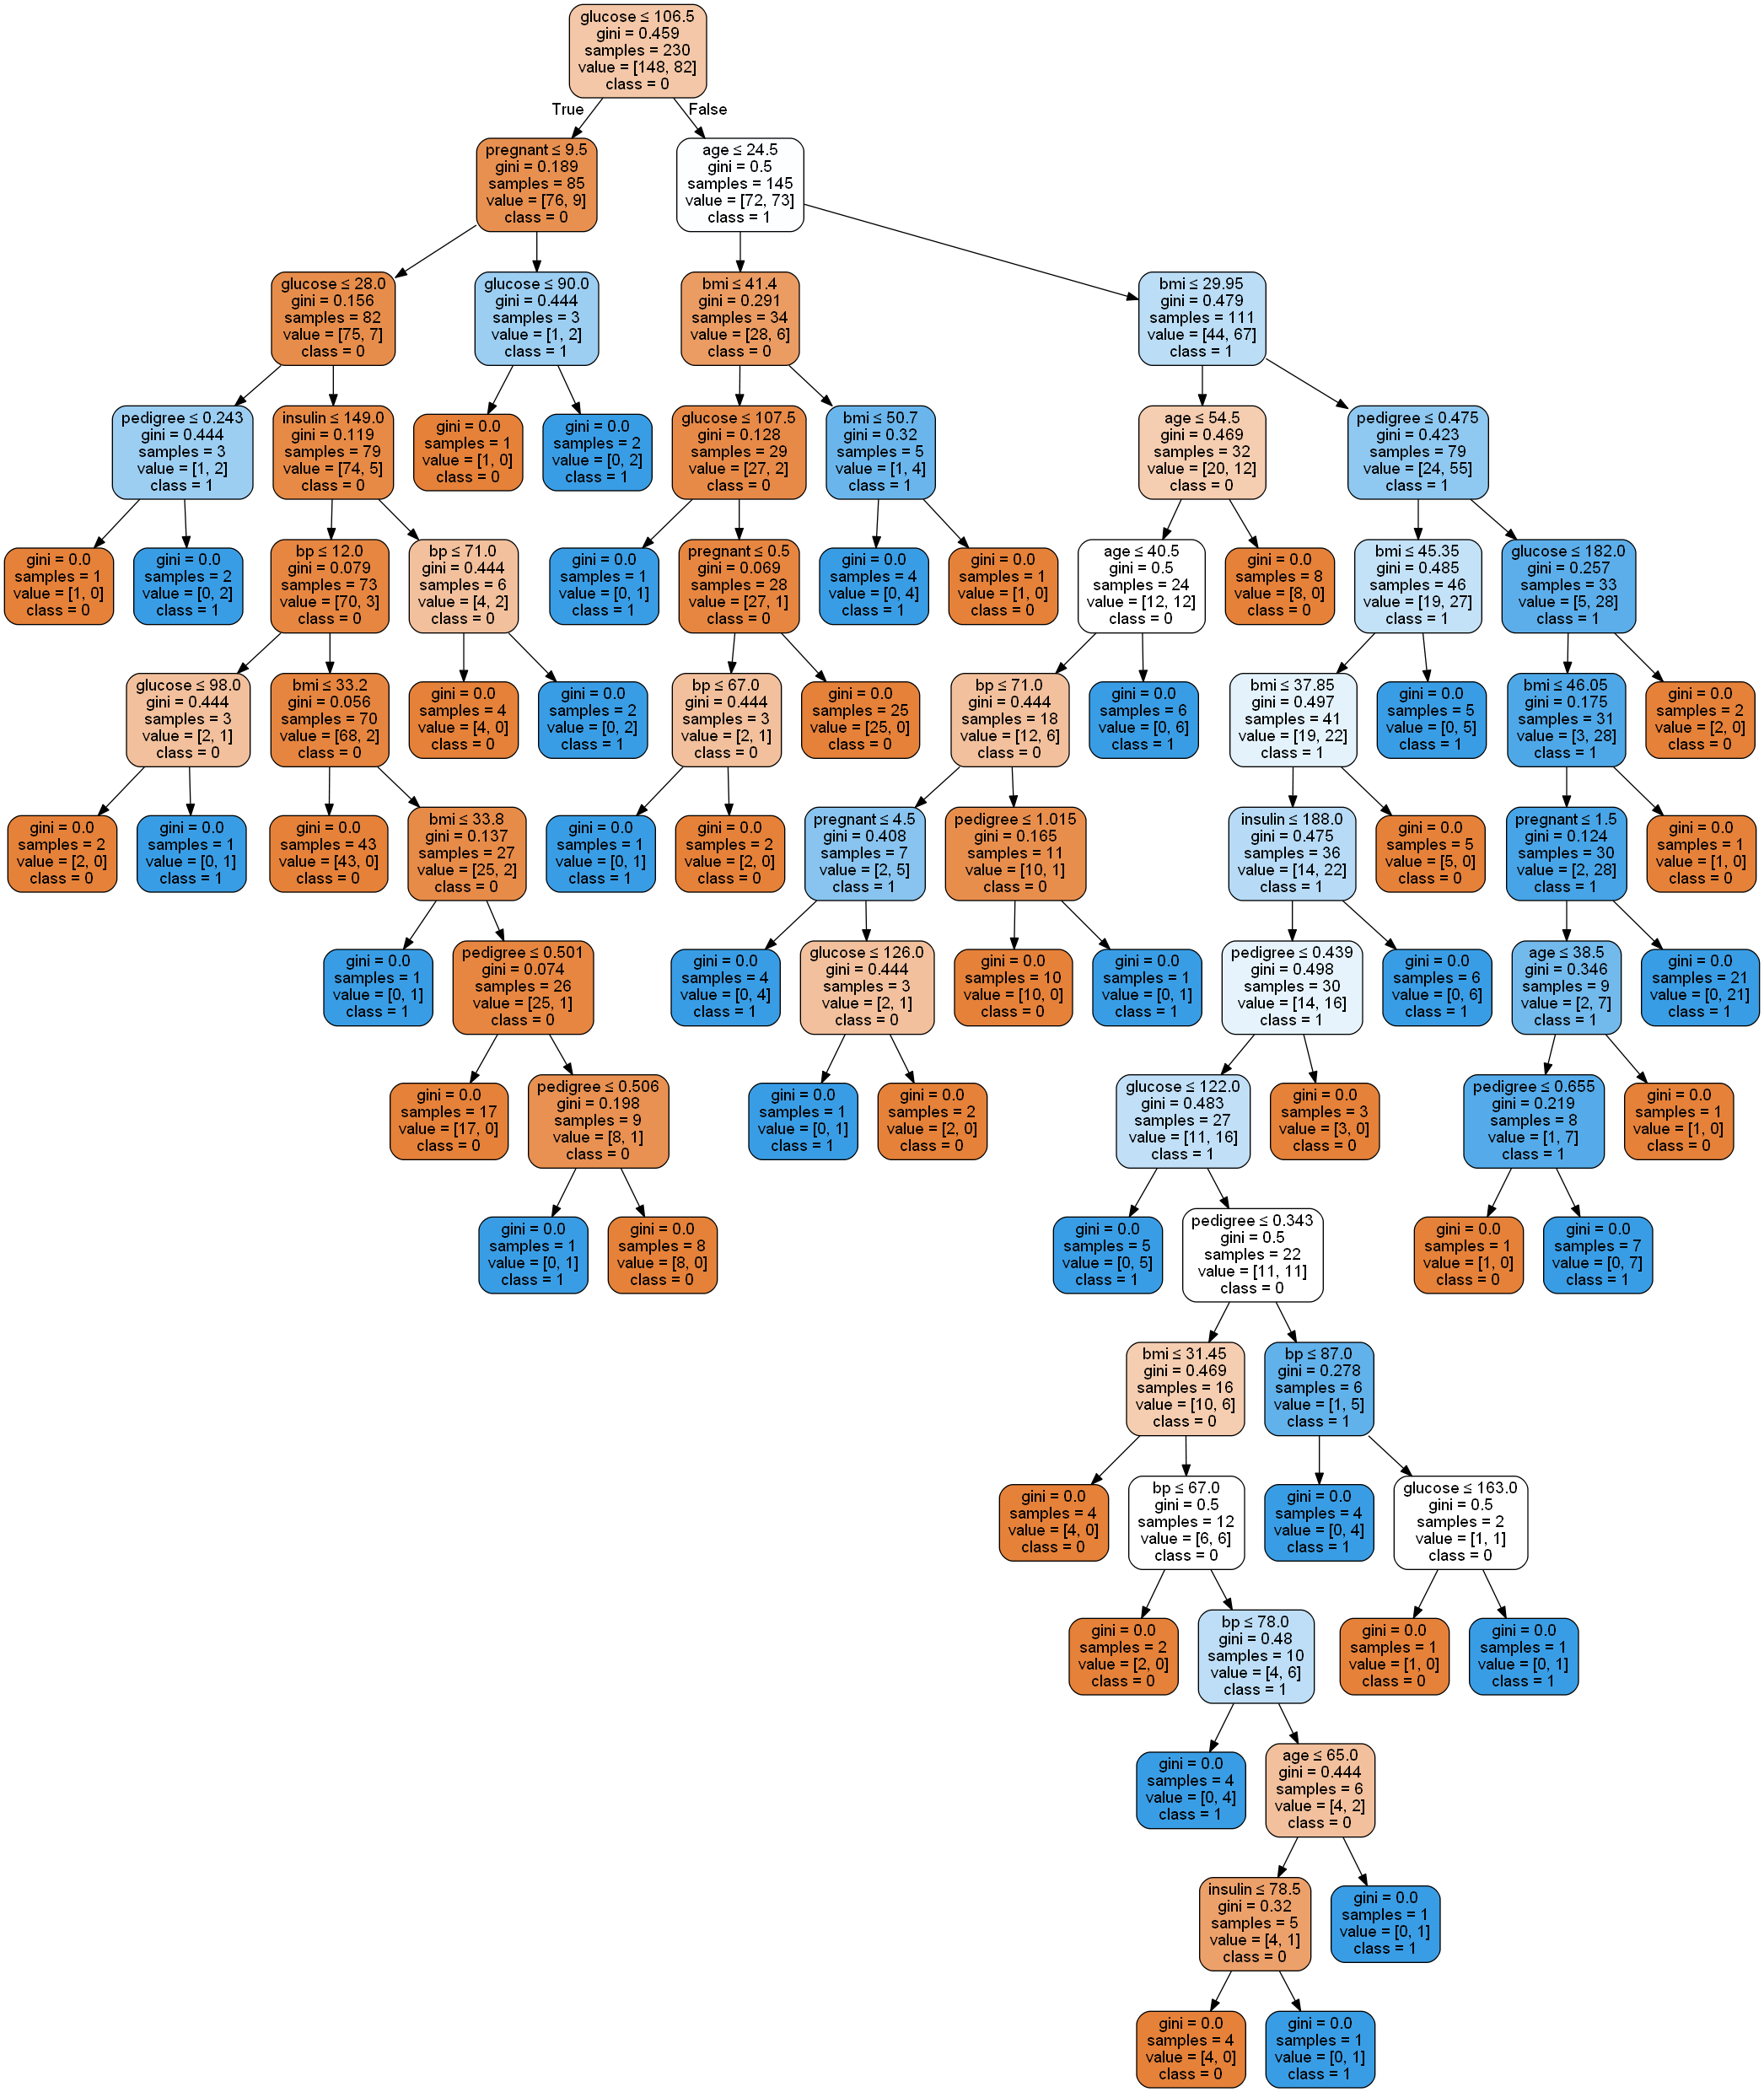 glucose ≤ 106.5
gini = 0.459
samples = 230
value = [148, 82]
class = 0
True
False
pregnant ≤ 9.5
gini = 0.189
samples = 85
value = [76, 9]
class = 0
age ≤ 24.5
gini = 0.5
samples = 145
value = [72, 73]
class = 1
glucose ≤ 28.0
gini = 0.156
samples = 82
value = [75, 7]
class = 0
glucose ≤ 90.0
gini = 0.444
samples = 3
value = [1, 2]
class = 1
bmi ≤ 41.4
gini = 0.291
samples = 34
value = [28, 6]
class = 0
bmi ≤ 29.95
gini = 0.479
samples = 111
value = [44, 67]
class = 1
pedigree ≤ 0.243
gini = 0.444
samples = 3
value = [1, 2]
class = 1
insulin ≤ 149.0
gini = 0.119
samples = 79
value = [74, 5]
class = 0
gini = 0.0
samples = 1
value = [1, 0]
class = 0
gini = 0.0
samples = 2
value = [0, 2]
class = 1
glucose ≤ 107.5
gini = 0.128
samples = 29
value = [27, 2]
class = 0
bmi ≤ 50.7
gini = 0.32
samples = 5
value = [1, 4]
class = 1
age ≤ 54.5
gini = 0.469
samples = 32
value = [20, 12]
class = 0
pedigree ≤ 0.475
gini = 0.423
samples = 79
value = [24, 55]
class = 1
gini = 0.0
samples = 1
value = [1, 0]
class = 0
gini = 0.0
samples = 2
value = [0, 2]
class = 1
bp ≤ 12.0
gini = 0.079
samples = 73
value = [70, 3]
class = 0
bp ≤ 71.0
gini = 0.444
samples = 6
value = [4, 2]
class = 0
gini = 0.0
samples = 1
value = [0, 1]
class = 1
pregnant ≤ 0.5
gini = 0.069
samples = 28
value = [27, 1]
class = 0
gini = 0.0
samples = 4
value = [0, 4]
class = 1
gini = 0.0
samples = 1
value = [1, 0]
class = 0
age ≤ 40.5
gini = 0.5
samples = 24
value = [12, 12]
class = 0
gini = 0.0
samples = 8
value = [8, 0]
class = 0
bmi ≤ 45.35
gini = 0.485
samples = 46
value = [19, 27]
class = 1
glucose ≤ 182.0
gini = 0.257
samples = 33
value = [5, 28]
class = 1
glucose ≤ 98.0
gini = 0.444
samples = 3
value = [2, 1]
class = 0
bmi ≤ 33.2
gini = 0.056
samples = 70
value = [68, 2]
class = 0
gini = 0.0
samples = 4
value = [4, 0]
class = 0
gini = 0.0
samples = 2
value = [0, 2]
class = 1
bp ≤ 67.0
gini = 0.444
samples = 3
value = [2, 1]
class = 0
gini = 0.0
samples = 25
value = [25, 0]
class = 0
bp ≤ 71.0
gini = 0.444
samples = 18
value = [12, 6]
class = 0
gini = 0.0
samples = 6
value = [0, 6]
class = 1
bmi ≤ 37.85
gini = 0.497
samples = 41
value = [19, 22]
class = 1
gini = 0.0
samples = 5
value = [0, 5]
class = 1
bmi ≤ 46.05
gini = 0.175
samples = 31
value = [3, 28]
class = 1
gini = 0.0
samples = 2
value = [2, 0]
class = 0
gini = 0.0
samples = 2
value = [2, 0]
class = 0
gini = 0.0
samples = 1
value = [0, 1]
class = 1
gini = 0.0
samples = 43
value = [43, 0]
class = 0
bmi ≤ 33.8
gini = 0.137
samples = 27
value = [25, 2]
class = 0
gini = 0.0
samples = 1
value = [0, 1]
class = 1
gini = 0.0
samples = 2
value = [2, 0]
class = 0
pregnant ≤ 4.5
gini = 0.408
samples = 7
value = [2, 5]
class = 1
pedigree ≤ 1.015
gini = 0.165
samples = 11
value = [10, 1]
class = 0
insulin ≤ 188.0
gini = 0.475
samples = 36
value = [14, 22]
class = 1
gini = 0.0
samples = 5
value = [5, 0]
class = 0
pregnant ≤ 1.5
gini = 0.124
samples = 30
value = [2, 28]
class = 1
gini = 0.0
samples = 1
value = [1, 0]
class = 0
gini = 0.0
samples = 1
value = [0, 1]
class = 1
pedigree ≤ 0.501
gini = 0.074
samples = 26
value = [25, 1]
class = 0
gini = 0.0
samples = 4
value = [0, 4]
class = 1
glucose ≤ 126.0
gini = 0.444
samples = 3
value = [2, 1]
class = 0
gini = 0.0
samples = 10
value = [10, 0]
class = 0
gini = 0.0
samples = 1
value = [0, 1]
class = 1
pedigree ≤ 0.439
gini = 0.498
samples = 30
value = [14, 16]
class = 1
gini = 0.0
samples = 6
value = [0, 6]
class = 1
age ≤ 38.5
gini = 0.346
samples = 9
value = [2, 7]
class = 1
gini = 0.0
samples = 21
value = [0, 21]
class = 1
gini = 0.0
samples = 17
value = [17, 0]
class = 0
pedigree ≤ 0.506
gini = 0.198
samples = 9
value = [8, 1]
class = 0
gini = 0.0
samples = 1
value = [0, 1]
class = 1
gini = 0.0
samples = 2
value = [2, 0]
class = 0
glucose ≤ 122.0
gini = 0.483
samples = 27
value = [11, 16]
class = 1
gini = 0.0
samples = 3
value = [3, 0]
class = 0
pedigree ≤ 0.655
gini = 0.219
samples = 8
value = [1, 7]
class = 1
gini = 0.0
samples = 1
value = [1, 0]
class = 0
gini = 0.0
samples = 1
value = [0, 1]
class = 1
gini = 0.0
samples = 8
value = [8, 0]
class = 0
gini = 0.0
samples = 5
value = [0, 5]
class = 1
pedigree ≤ 0.343
gini = 0.5
samples = 22
value = [11, 11]
class = 0
gini = 0.0
samples = 1
value = [1, 0]
class = 0
gini = 0.0
samples = 7
value = [0, 7]
class = 1
bmi ≤ 31.45
gini = 0.469
samples = 16
value = [10, 6]
class = 0
bp ≤ 87.0
gini = 0.278
samples = 6
value = [1, 5]
class = 1
gini = 0.0
samples = 4
value = [4, 0]
class = 0
bp ≤ 67.0
gini = 0.5
samples = 12
value = [6, 6]
class = 0
gini = 0.0
samples = 4
value = [0, 4]
class = 1
glucose ≤ 163.0
gini = 0.5
samples = 2
value = [1, 1]
class = 0
gini = 0.0
samples = 2
value = [2, 0]
class = 0
bp ≤ 78.0
gini = 0.48
samples = 10
value = [4, 6]
class = 1
gini = 0.0
samples = 1
value = [1, 0]
class = 0
gini = 0.0
samples = 1
value = [0, 1]
class = 1
gini = 0.0
samples = 4
value = [0, 4]
class = 1
age ≤ 65.0
gini = 0.444
samples = 6
value = [4, 2]
class = 0
insulin ≤ 78.5
gini = 0.32
samples = 5
value = [4, 1]
class = 0
gini = 0.0
samples = 1
value = [0, 1]
class = 1
gini = 0.0
samples = 4
value = [4, 0]
class = 0
gini = 0.0
samples = 1
value = [0, 1]
class = 1